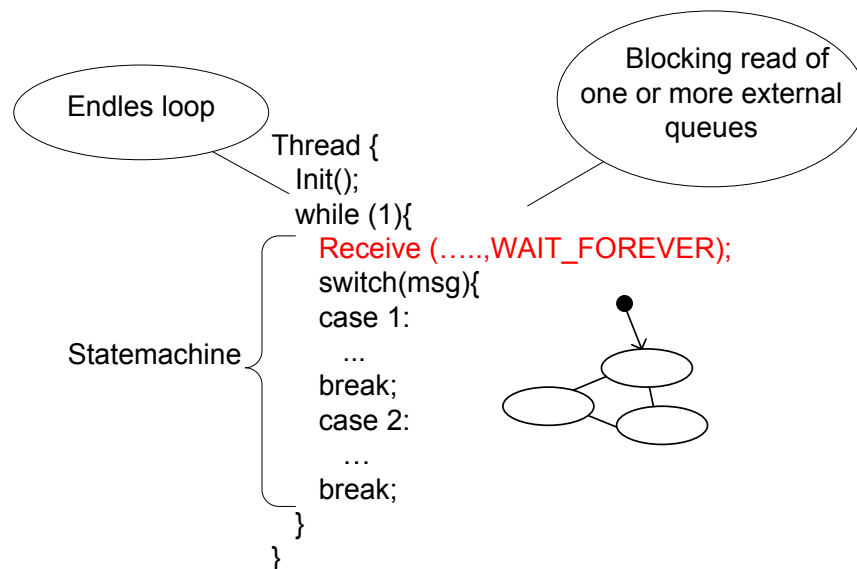 Endles loop
Blocking read of
one or more external
queues
Thread {
Init();
while (1){
Receive (…..,WAIT_FOREVER);
switch(msg){
case 1:
...
break;
case 2:
…
break;
}
}
Statemachine